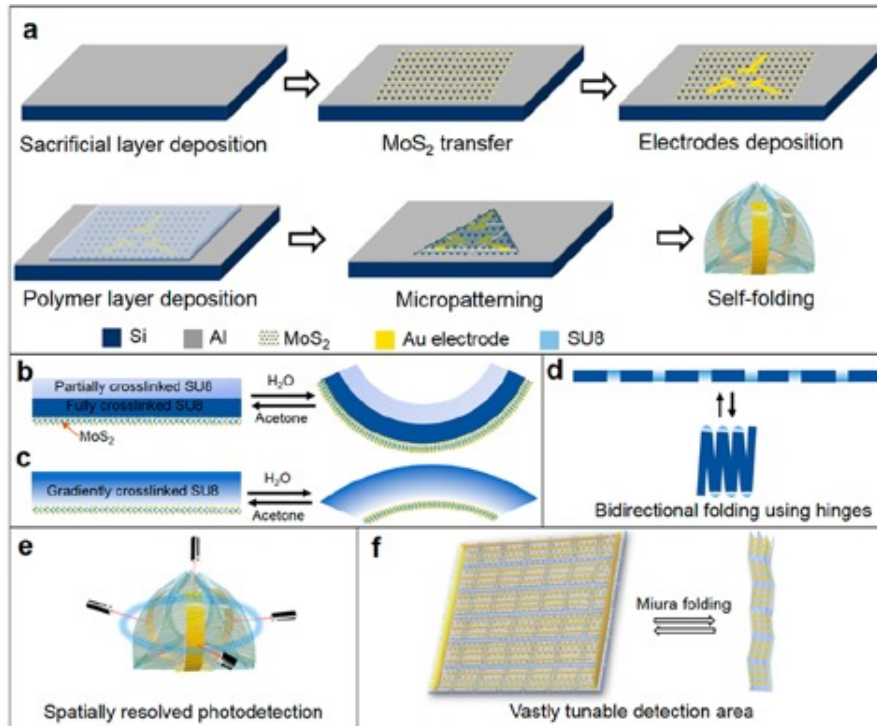 a
Sacrificial layer deposition
MoS₂ transfer
Electrodes deposition
Polymer layer deposition
Micropatterning
Self-folding
Si
Al
MoS₂
Au electrode
SU8
b
Partially crosslinked SU8
Fully crosslinked SU8
MoS₂
H₂O
Acetone
c
Gradiently crosslinked SU8
H₂O
Acetone
d
Bidirectional folding using hinges
e
Spatially resolved photodetection
f
Miura folding
Vastly tunable detection area